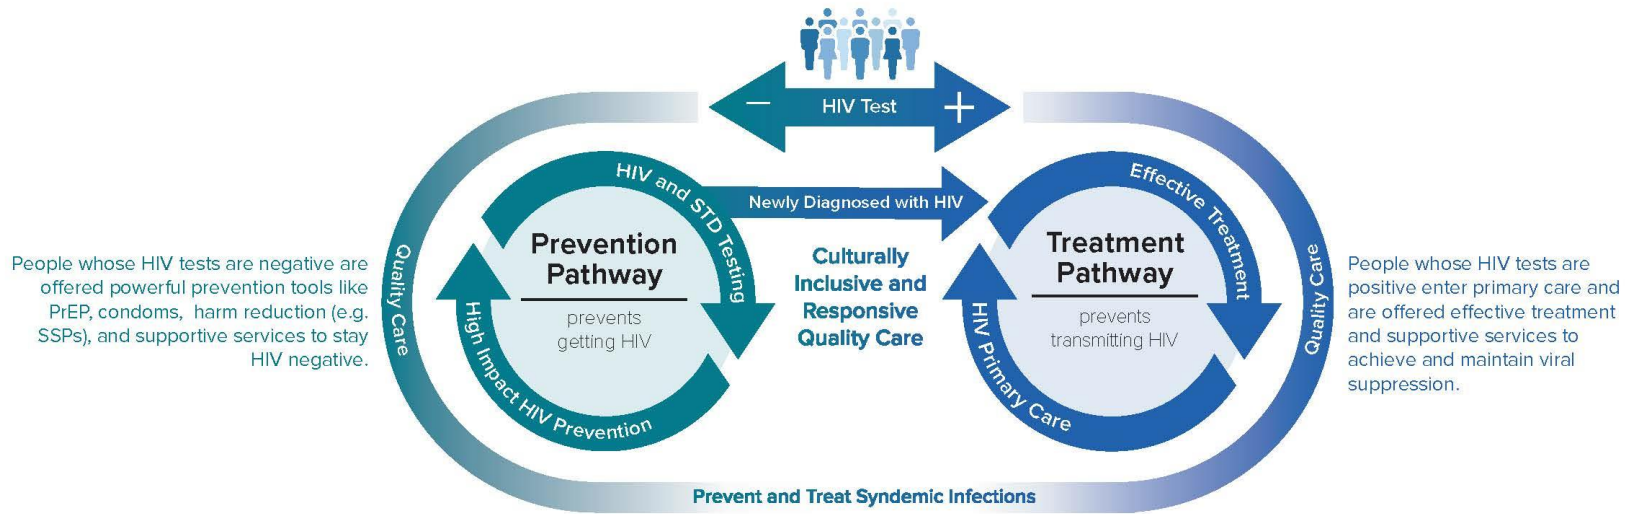 − HIV Test +
Newly Diagnosed with HIV
Quality Care
HIV and STD Testing
High Impact HIV Prevention
Prevention
Pathway
prevents
getting HIV
People whose HIV tests are negative are
offered powerful prevention tools like
PrEP, condoms, harm reduction (e.g.
SSPs), and supportive services to stay
HIV negative.
Culturally
Inclusive and
Responsive
Quality Care
Effective Treatment
HIV Primary Care
Treatment
Pathway
prevents
transmitting HIV
Quality Care
People whose HIV tests are
positive enter primary care and
are offered effective treatment
and supportive services to
achieve and maintain viral
suppression.
Prevent and Treat Syndemic Infections